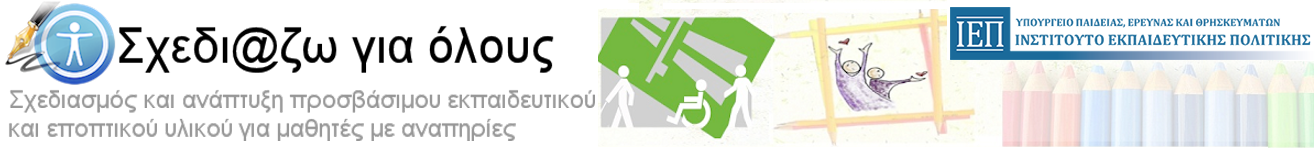 Σχεδι@ζω για όλους
Σχεδιασμός και ανάπτυξη προσβάσιμου εκπαιδευτικού
και εποπτικού υλικού για μαθητές με αναπηρίες
ΙΕΠ
ΥΠΟΥΡΓΕΙΟ ΠΑΙΔΕΙΑΣ, ΕΡΕΥΝΑΣ ΚΑΙ ΘΡΗΣΚΕΥΜΑΤΩΝ
ΙΝΣΤΙΤΟΥΤΟ ΕΚΠΑΙΔΕΥΤΙΚΗΣ ΠΟΛΙΤΙΚΗΣ